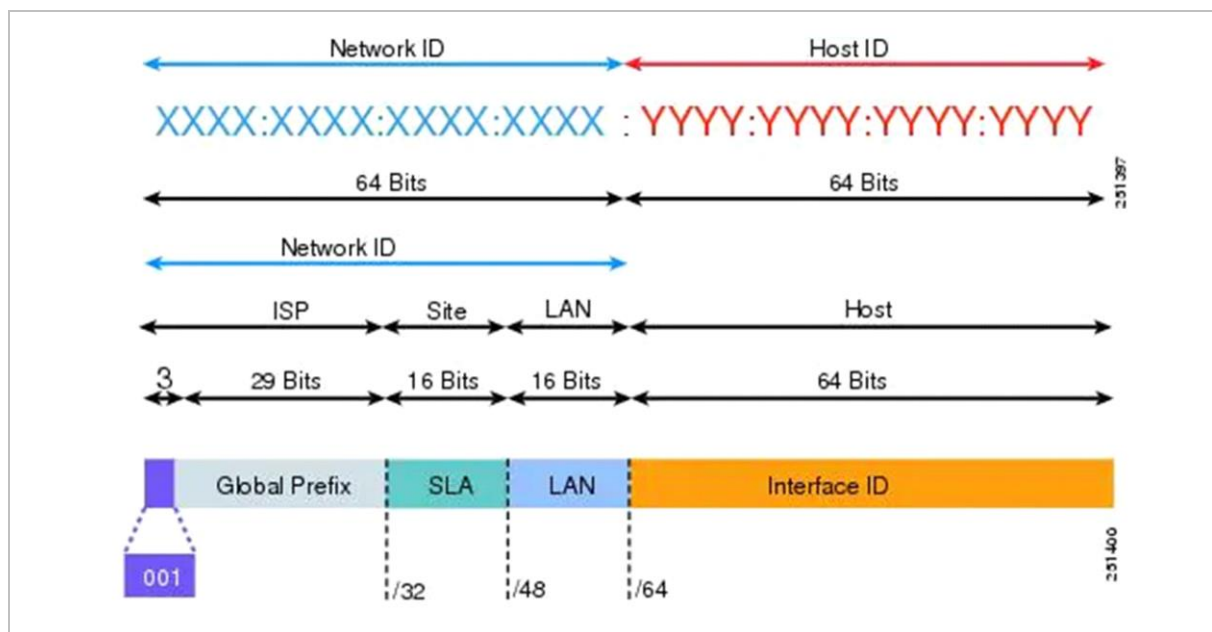 Network ID Host ID
XXXX:XXXX:XXXX:XXXX : YYYY:YYYY:YYYY:YYYY
64 Bits 64 Bits
251397
Network ID
ISP Site LAN Host
3 29 Bits 16 Bits 16 Bits 64 Bits
Global Prefix SLA LAN Interface ID
001
/32 /48 /64
251400